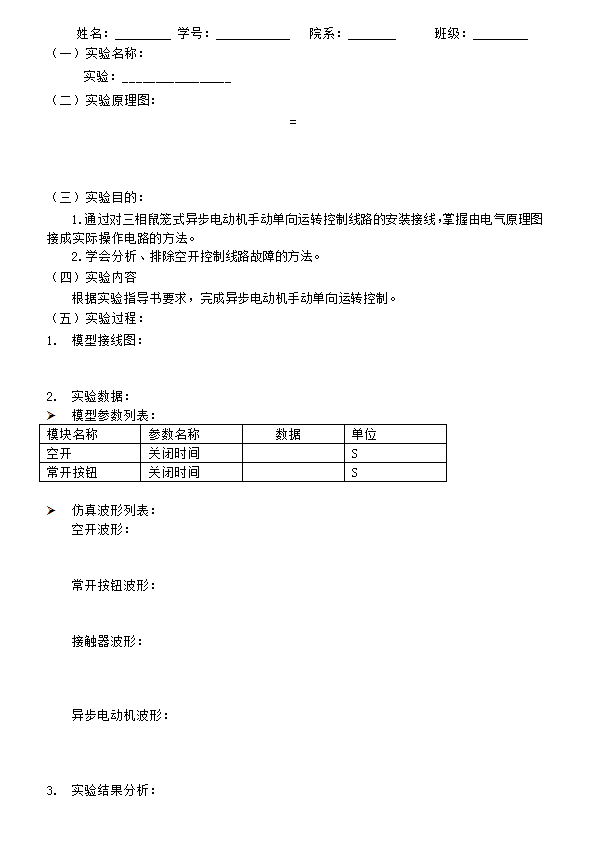 姓名：________ 学号：___________ 院系：_______ 班级：________
（一）实验名称：
实验：________________
（二）实验原理图：
=
（三）实验目的：
1.通过对三相鼠笼式异步电动机手动单向运转控制线路的安装接线，掌握由电气原理图
接成实际操作电路的方法。
2.学会分析、排除空开控制线路故障的方法。
（四）实验内容
根据实验指导书要求，完成异步电动机手动单向运转控制。
（五）实验过程：
1. 模型接线图：
2. 实验数据：
➢ 模型参数列表：
模块名称 参数名称 数据 单位
空开 关闭时间 S
常开按钮 关闭时间 S
➢ 仿真波形列表：
空开波形：
常开按钮波形：
接触器波形：
异步电动机波形：
3. 实验结果分析：